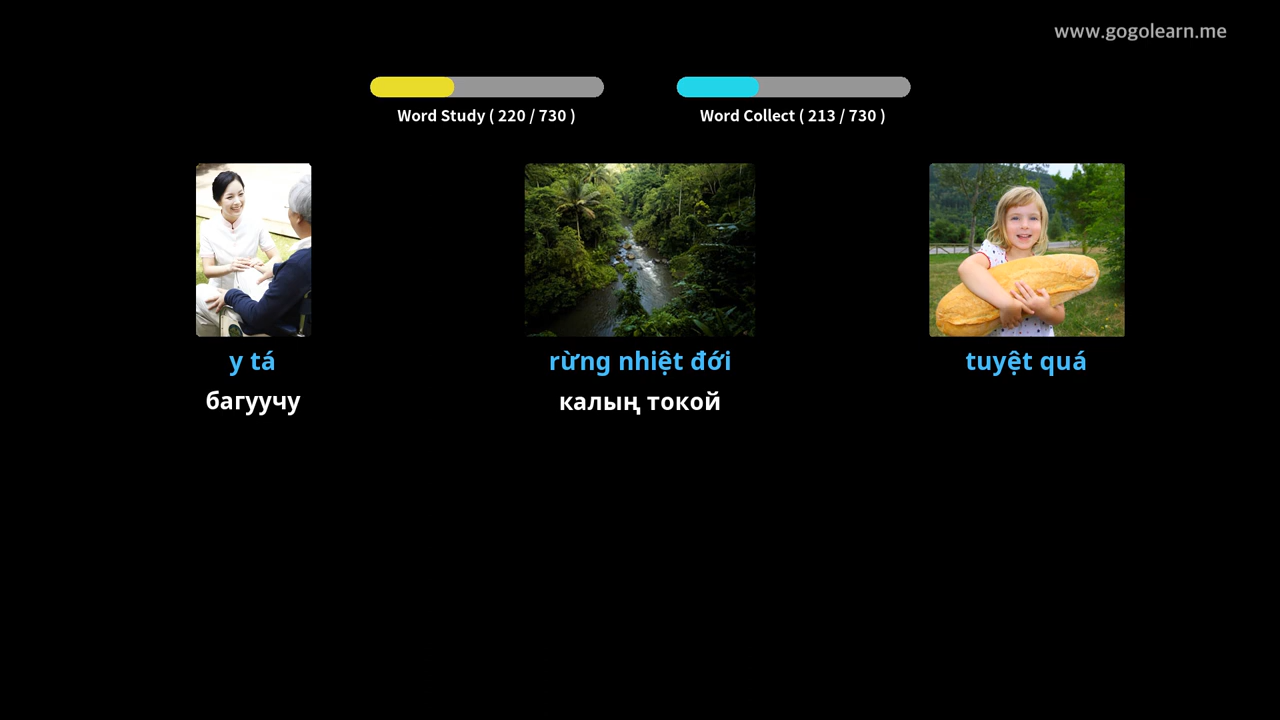 www.gogolearn.me
Word Study ( 220 / 730 )
Word Collect ( 213 / 730 )
y tá
rừng nhiệt đới
tuyệt quá
багуучу
калың токой